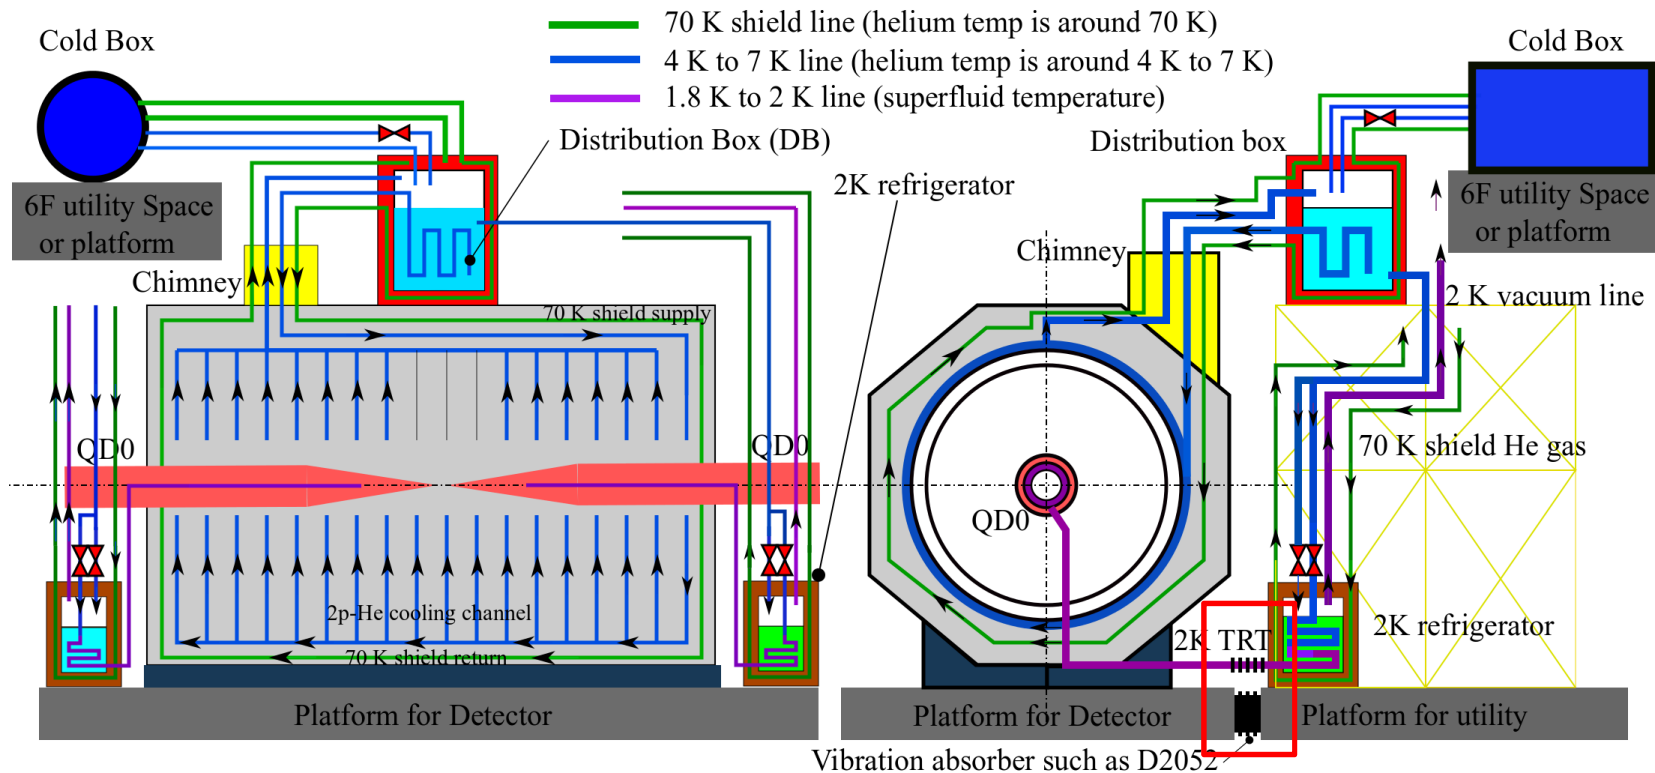 70 K shield line (helium temp is around 70 K)
4 K to 7 K line (helium temp is around 4 K to 7 K)
1.8 K to 2 K line (superfluid temperature)
Cold Box
Cold Box
Distribution Box (DB)
Distribution box
2K refrigerator
6F utility Space
or platform
6F utility Space
or platform
Chimney
Chimney
70 K shield supply
2 K vacuum line
QD0
QD0
70 K shield He gas
QD0
2p-He cooling channel
70 K shield return
2K TRT
2K refrigerator
Platform for Detector
Platform for Detector
Platform for utility
Vibration absorber such as D2052